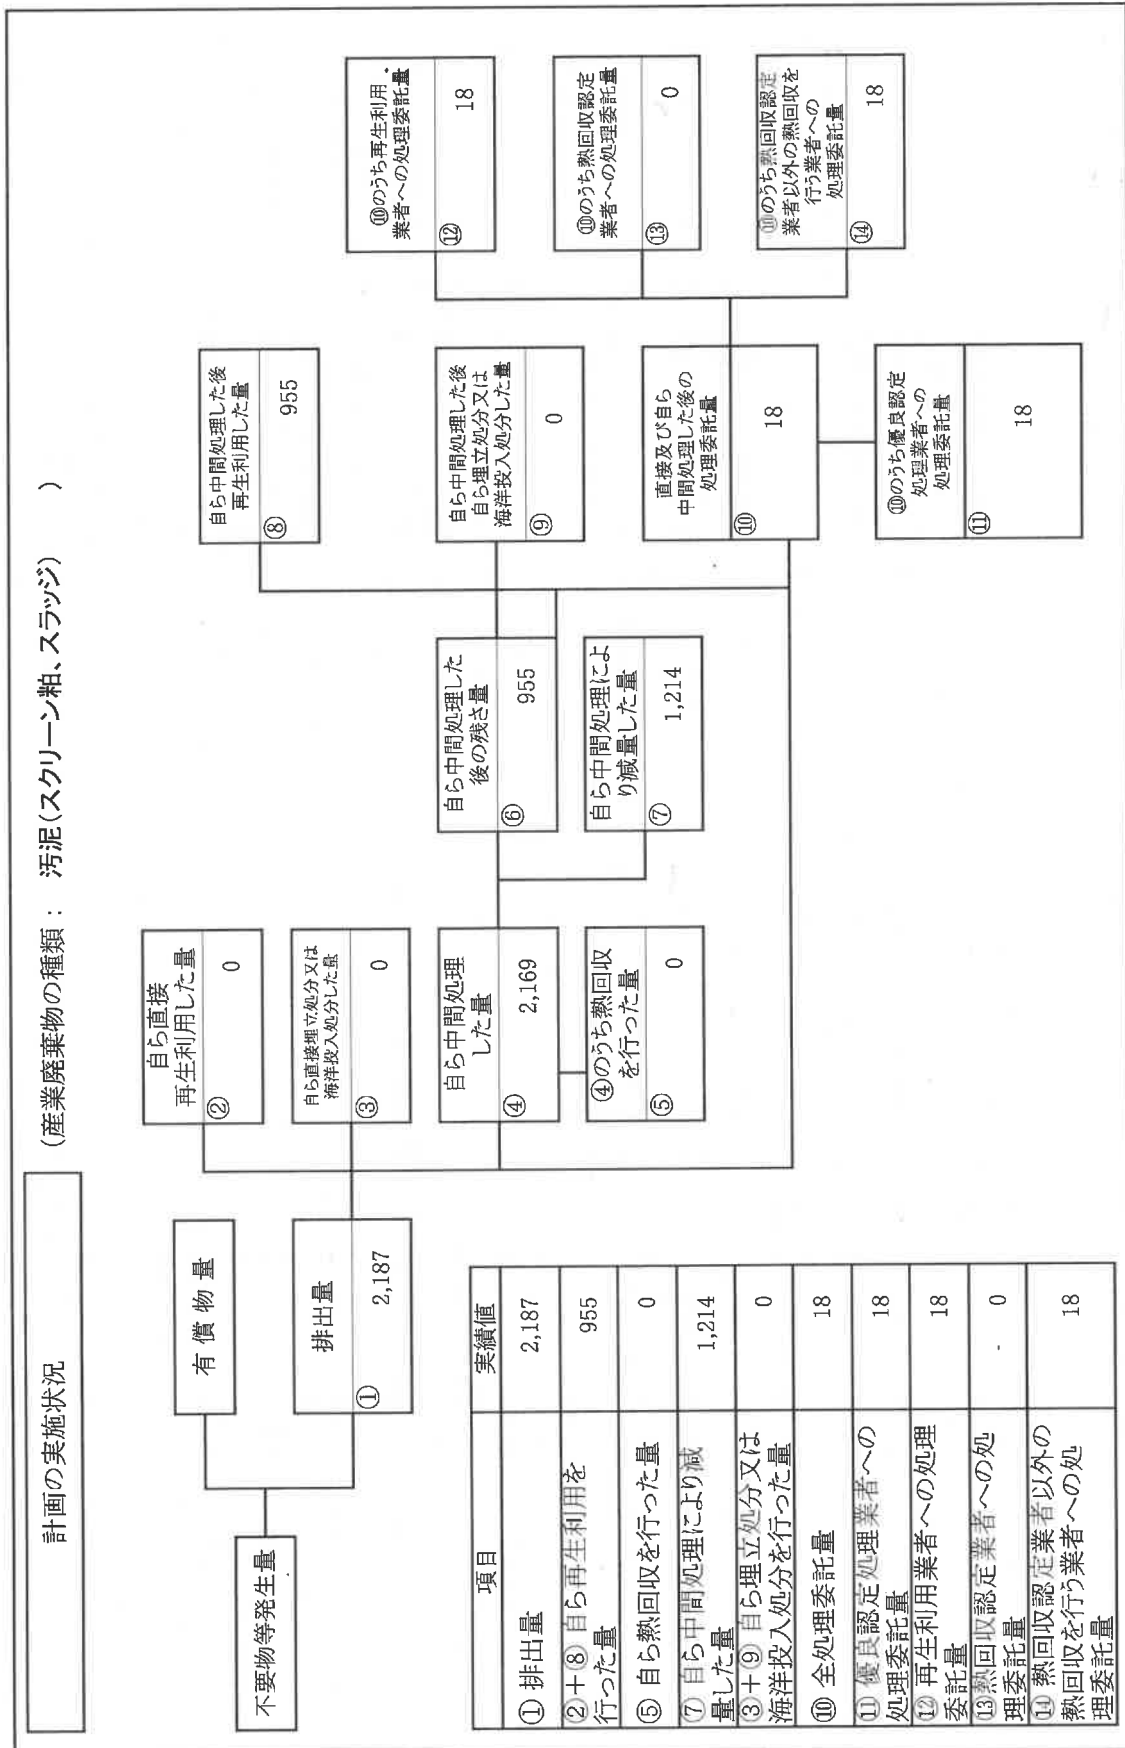 計画の実施状況
(産業廃棄物の種類： 汚泥(スクリーン粕、スラッジ) )
不要物等発生量
有償物量
排出量
① 2,187
自ら直接
再生利用した量
② 0
自ら直接埋立処分又は
海洋投入処分した量
③ 0
自ら中間処理
した量
④ 2,169
④のうち熱回収
を行った量
⑤ 0
自ら中間処理した
後の残さ量
⑥ 955
自ら中間処理によ
り減量した量
⑦ 1,214
自ら中間処理した後
再生利用した量
⑧ 955
自ら中間処理した後
自ら埋立処分又は
海洋投入処分した量
⑨ 0
直接及び自ら
中間処理した後の
処理委託量
⑩ 18
⑩のうち優良認定
処理業者への
処理委託量
⑪ 18
⑩のうち再生利用
業者への処理委託量
⑫ 18
⑩のうち熱回収認定
業者への処理委託量
⑬ 0
⑩のうち熱回収認定
業者以外の熱回収を
行う業者への
処理委託量
⑭ 18
項目 実績値
①排出量 2,187
②＋⑧ 自ら再生利用を
行った量 955
⑤ 自ら熱回収を行った量 0
⑦ 自ら中間処理により減
量した量 1,214
③＋⑨ 自ら埋立処分又は
海洋投入処分を行った量 0
⑩ 全処理委託量 18
⑪ 優良認定処理業者への
処理委託量 18
⑫ 再生利用業者への処理
委託量 18
⑬熱回収認定業者への処
理委託量 0
⑭ 熱回収認定業者以外の
熱回収を行う業者への処
理委託量 18